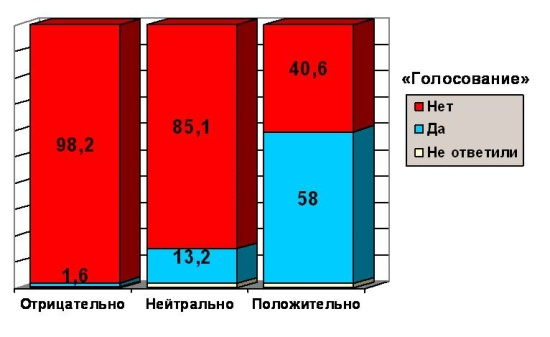 98,2
1,6
85,1
13,2
40,6
58
Отрицательно
Нейтрально
Положительно
«Голосование»
Нет
Да
Не ответили